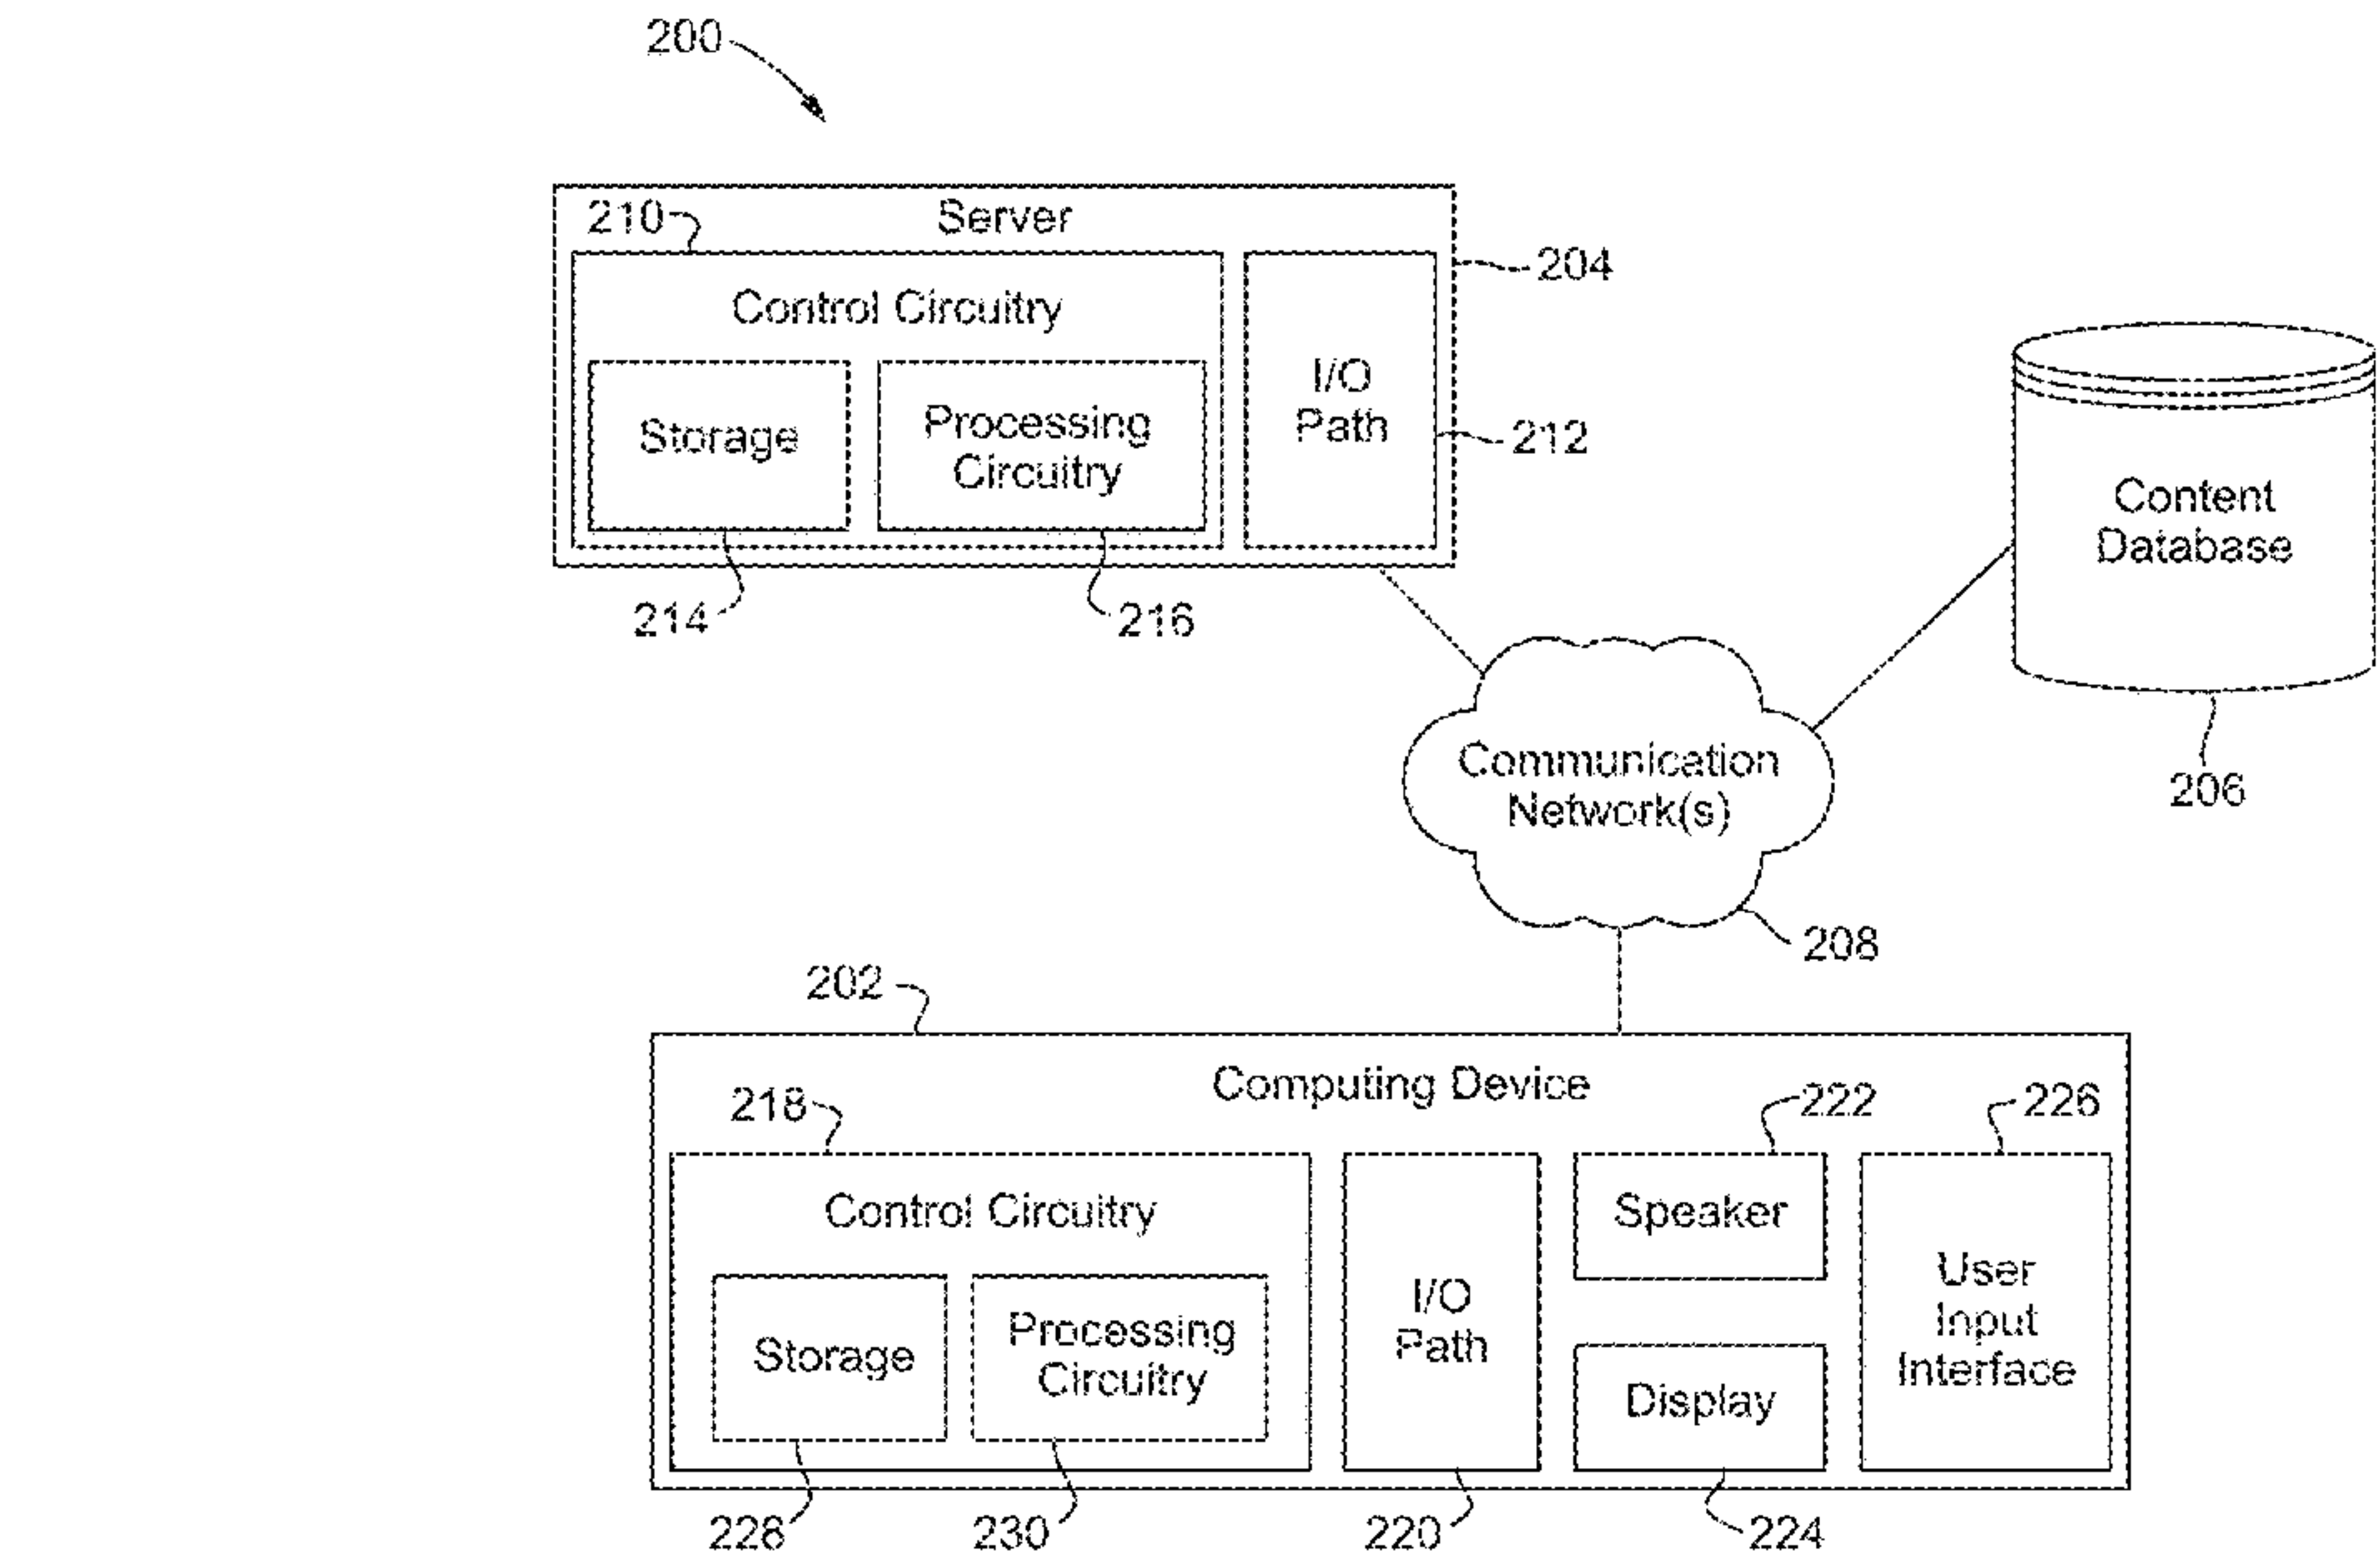 200
210
Server
204
Control Circuitry
Storage
Processing
Circuitry
I/O
Path
212
214
216
Content
Database
206
Communication
Network(s)
208
202
Computing Device
218
222
226
Control Circuitry
Storage
Processing
Circuitry
I/O
Path
Speaker
Display
User
Input
Interface
228
230
220
224